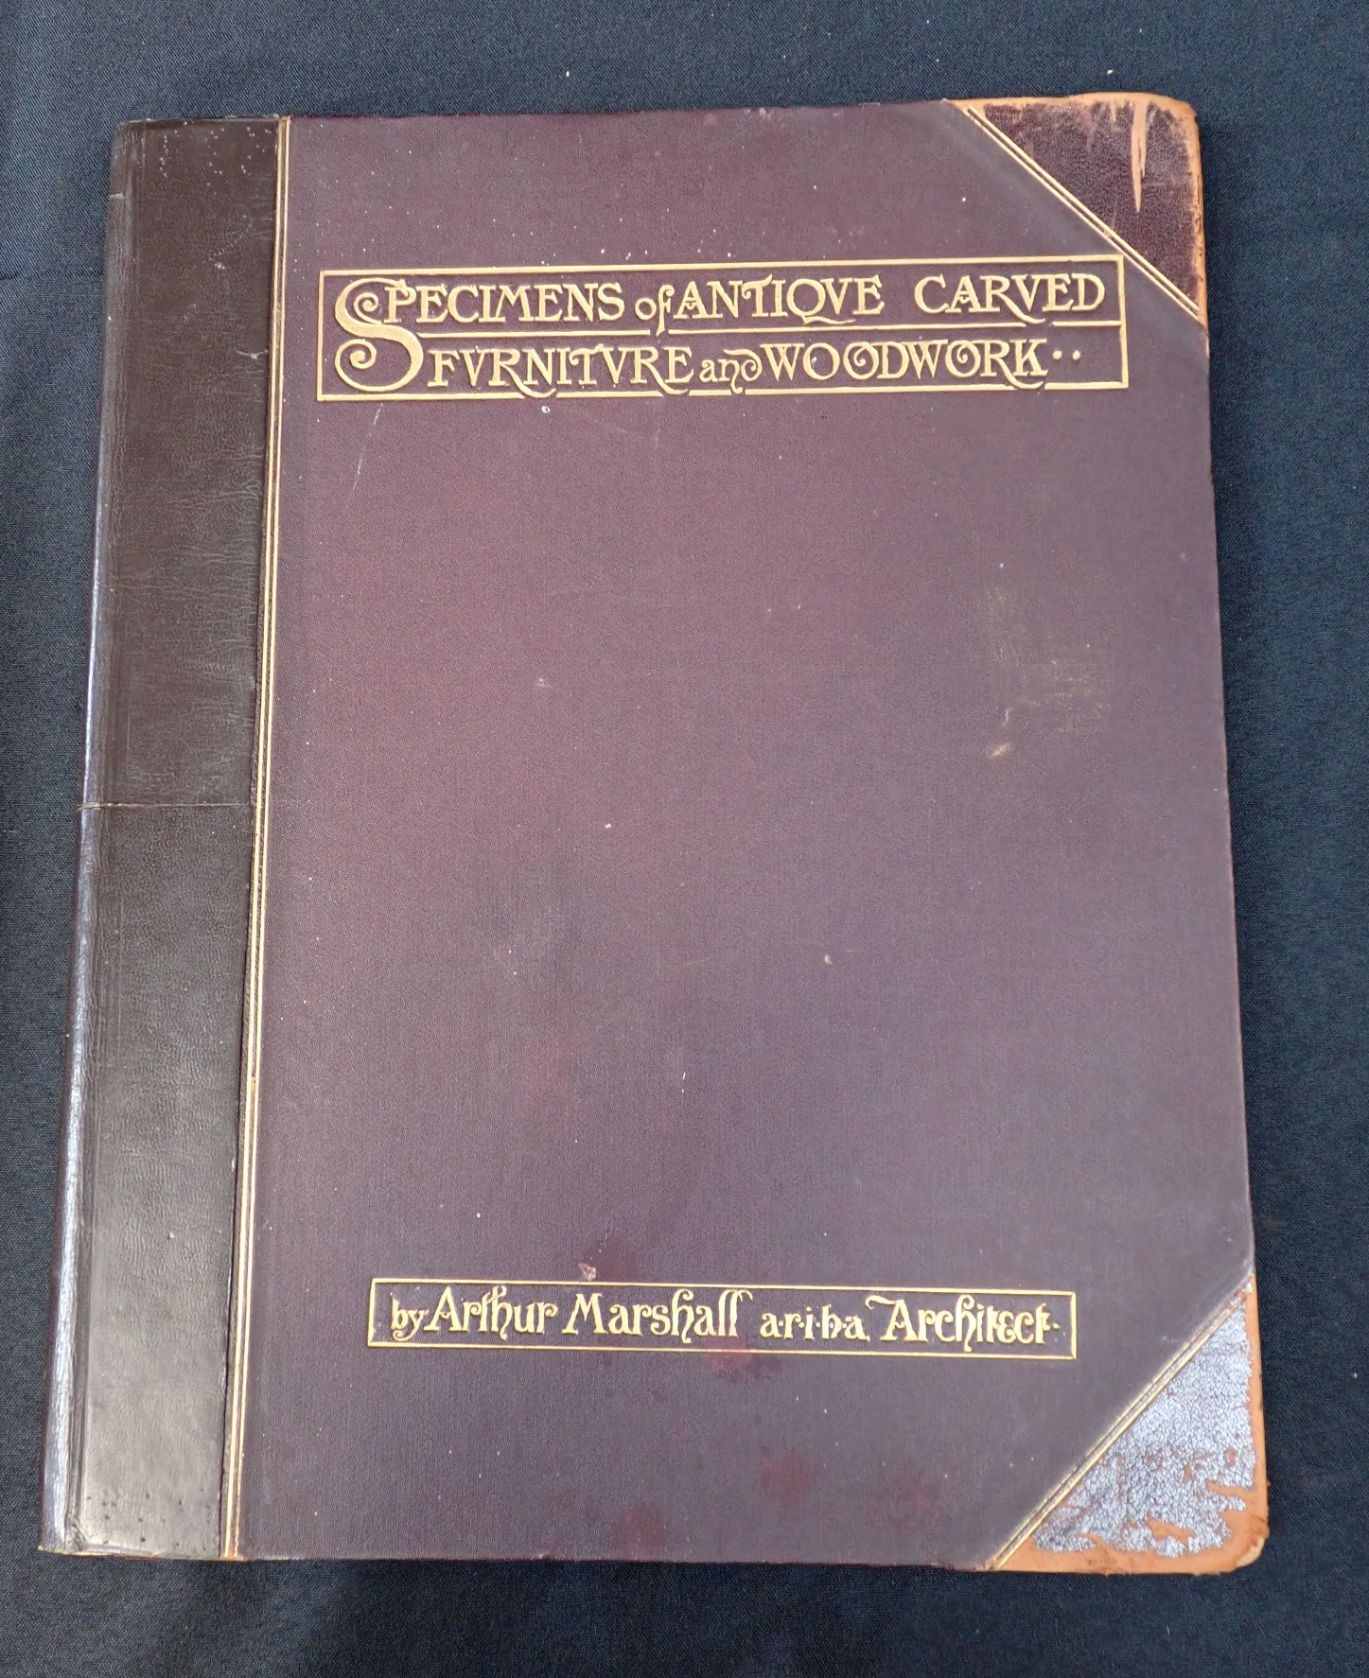 SPECIMENS of ANTIQVE CARVED
FVRNITVRE and WOODWORK··
by Arthur Marshall a·r·i·b·a· Architect·